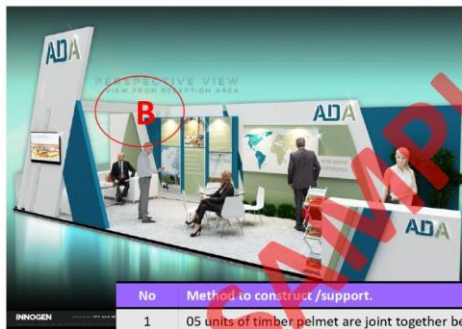 ADA
PERSPECTIVE VIEW
VIEW FROM RECEPTION AREA
B
ADA
ADA
SAMPL
INNOGEN
No Method to construct /support.
1 05 units of timber pelmet are joint together be